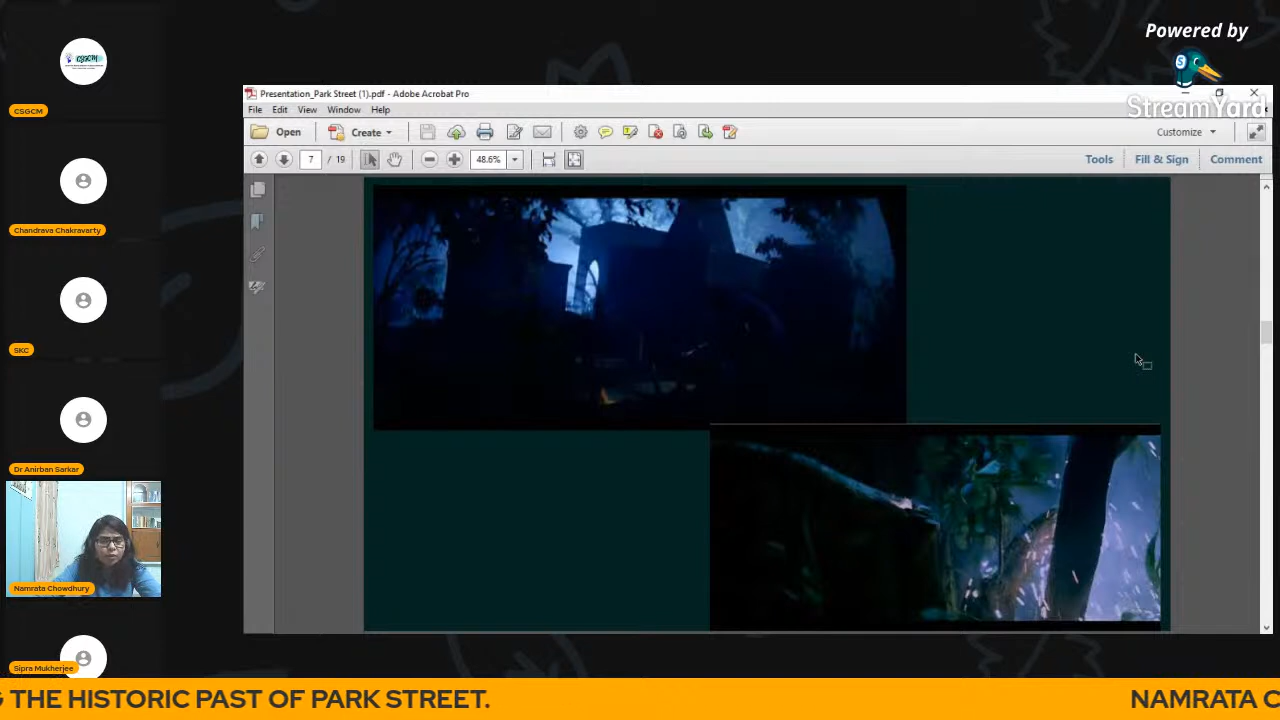 Powered by
StreamYard
CSGCM
CSGCM
Chandrava Chakravarty
SKC
Dr Anirban Sarkar
Namrata Chowdhury
Sipra Mukherjee
Presentation_Park Street (1).pdf - Adobe Acrobat Pro
File Edit View Window Help
Open Create Customize
7 / 19 48.6% Tools Fill & Sign Comment
THE HISTORIC PAST OF PARK STREET. NAMRATA C